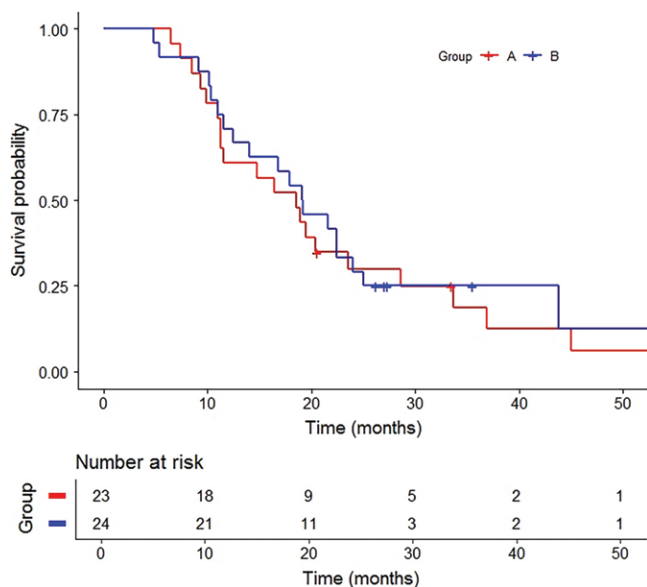 1.00
Group A B
0.75
0.50
0.25
0.00
Survival probability
0 10 20 30 40 50
Time (months)
Number at risk
Group
23 18 9 5 2 1
24 21 11 3 2 1
0 10 20 30 40 50
Time (months)